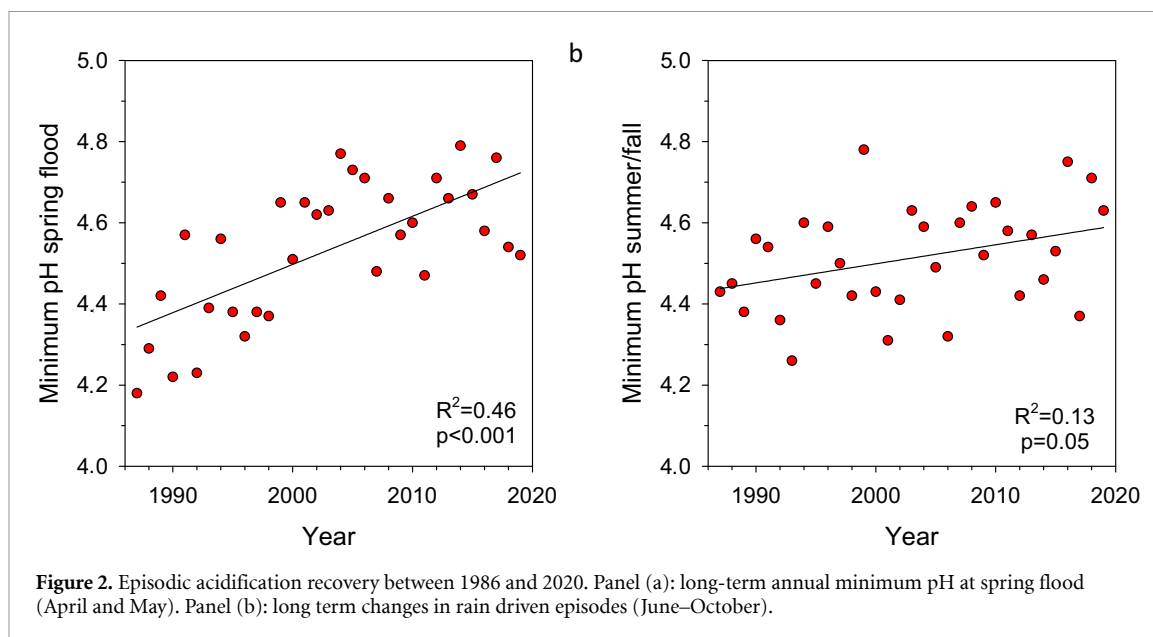 b
5.0
4.8
4.6
4.4
4.2
4.0
Minimum pH spring flood
R²=0.46
p<0.001
1990 2000 2010 2020
Year
5.0
4.8
4.6
4.4
4.2
4.0
Minimum pH summer/fall
R²=0.13
p=0.05
1990 2000 2010 2020
Year
Figure 2. Episodic acidification recovery between 1986 and 2020. Panel (a): long-term annual minimum pH at spring flood
(April and May). Panel (b): long term changes in rain driven episodes (June–October).